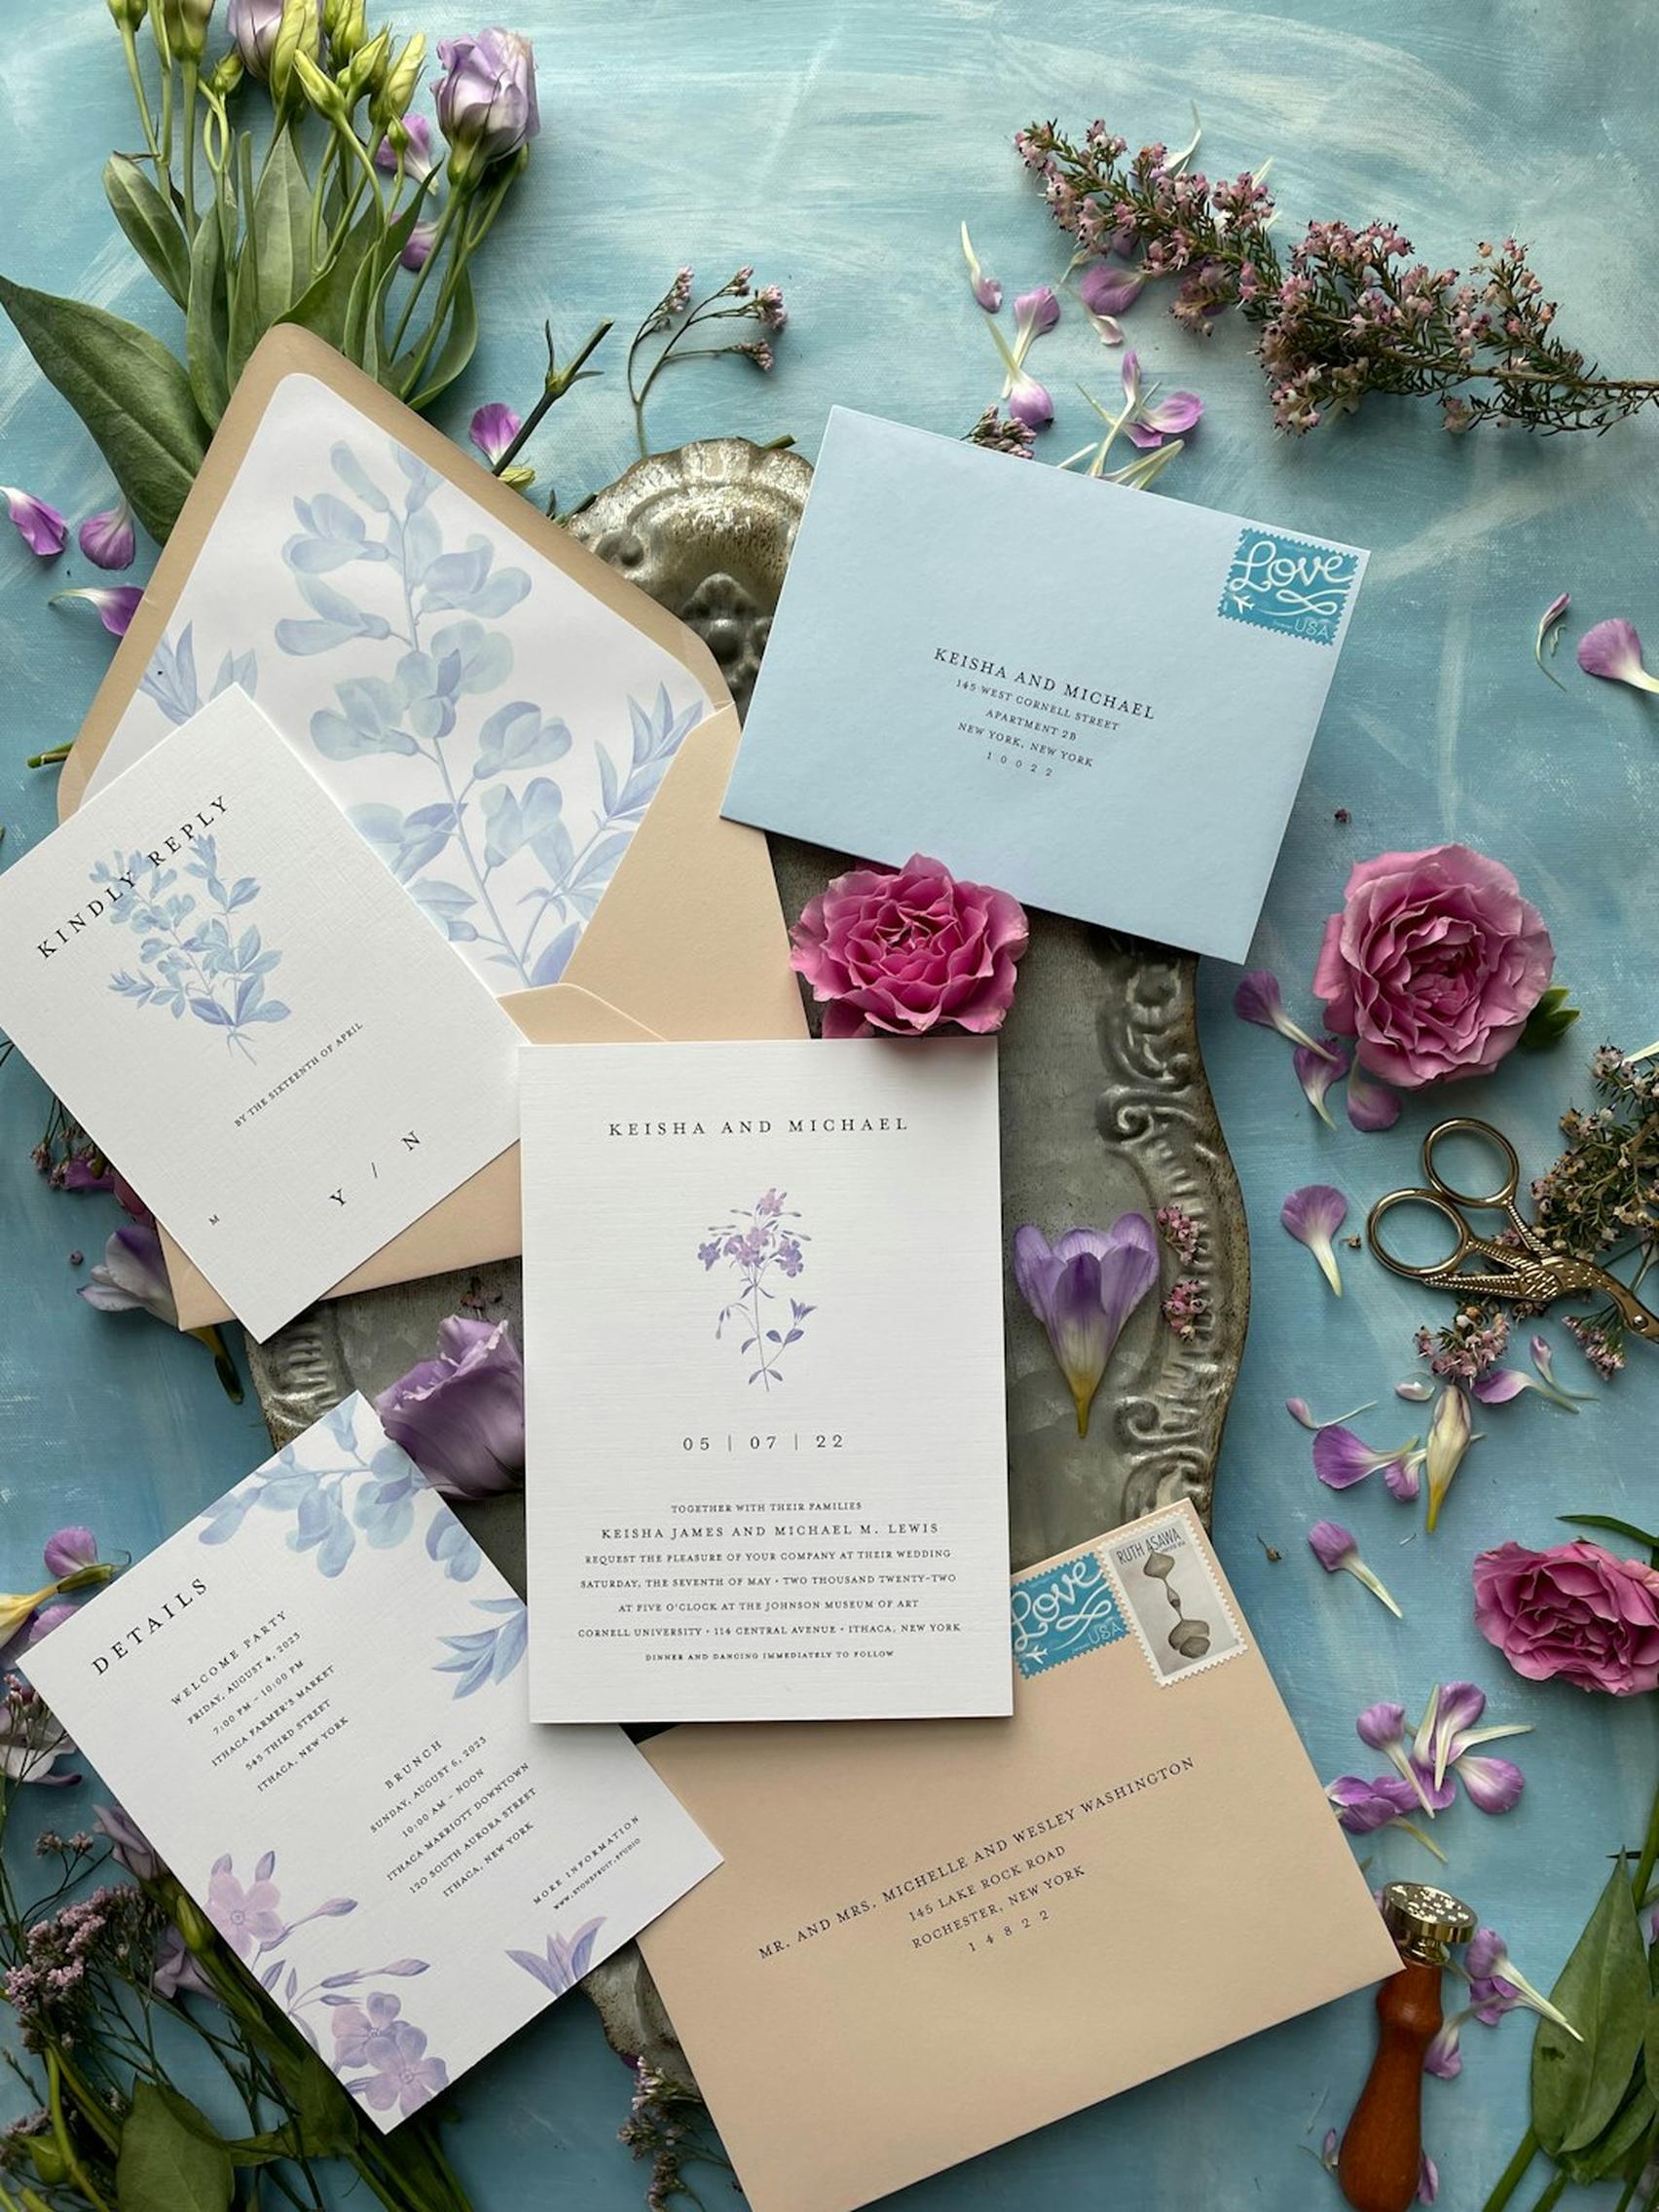 Love
USA
KEISHA AND MICHAEL
145 WEST CORNELL STREET
APARTMENT 2B
NEW YORK, NEW YORK
10022
KINDLY REPLY
BY THE SIXTEENTH OF APRIL
M
Y / N
KEISHA AND MICHAEL
05 | 07 | 22
TOGETHER WITH THEIR FAMILIES
KEISHA JAMES AND MICHAEL M. LEWIS
REQUEST THE PLEASURE OF YOUR COMPANY AT THEIR WEDDING
SATURDAY, THE SEVENTH OF MAY • TWO THOUSAND TWENTY-TWO
AT FIVE O'CLOCK AT THE JOHNSON MUSEUM OF ART
CORNELL UNIVERSITY • 114 CENTRAL AVENUE • ITHACA, NEW YORK
DINNER AND DANCING IMMEDIATELY TO FOLLOW
DETAILS
WELCOME PARTY
FRIDAY, AUGUST 4, 2023
7:00 PM – 10:00 PM
ITHACA FARMER'S MARKET
545 THIRD STREET
ITHACA, NEW YORK
BRUNCH
SUNDAY, AUGUST 6, 2023
10:00 AM – NOON
ITHACA MARRIOTT DOWNTOWN
120 SOUTH AURORA STREET
ITHACA, NEW YORK
MORE INFORMATION
www.STONEFRUIT.STUDIO
Love
USA
RUTH ASAWA
MR. AND MRS. MICHELLE AND WESLEY WASHINGTON
145 LAKE ROCK ROAD
ROCHESTER, NEW YORK
14822